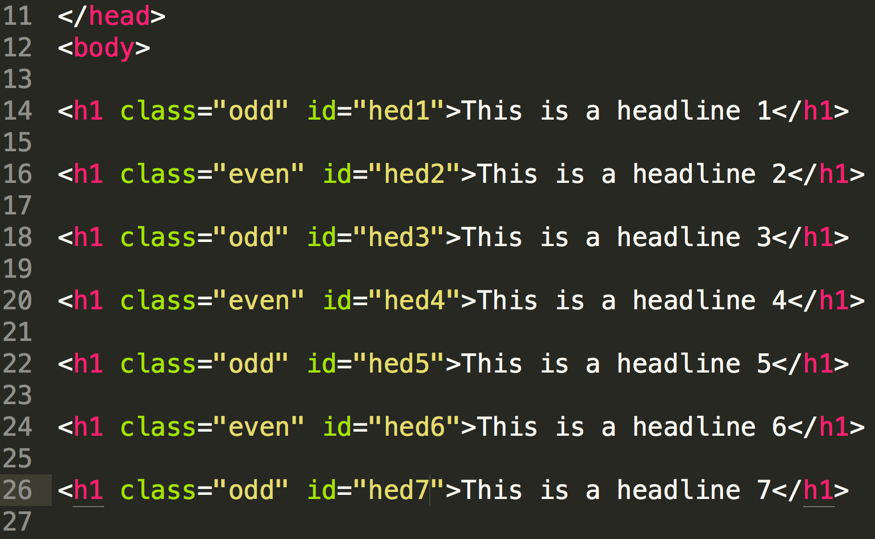 11 </head>
12 <body>
13
14 <h1 class="odd" id="hed1">This is a headline 1</h1>
15
16 <h1 class="even" id="hed2">This is a headline 2</h1>
17
18 <h1 class="odd" id="hed3">This is a headline 3</h1>
19
20 <h1 class="even" id="hed4">This is a headline 4</h1>
21
22 <h1 class="odd" id="hed5">This is a headline 5</h1>
23
24 <h1 class="even" id="hed6">This is a headline 6</h1>
25
26 <h1 class="odd" id="hed7">This is a headline 7</h1>
27